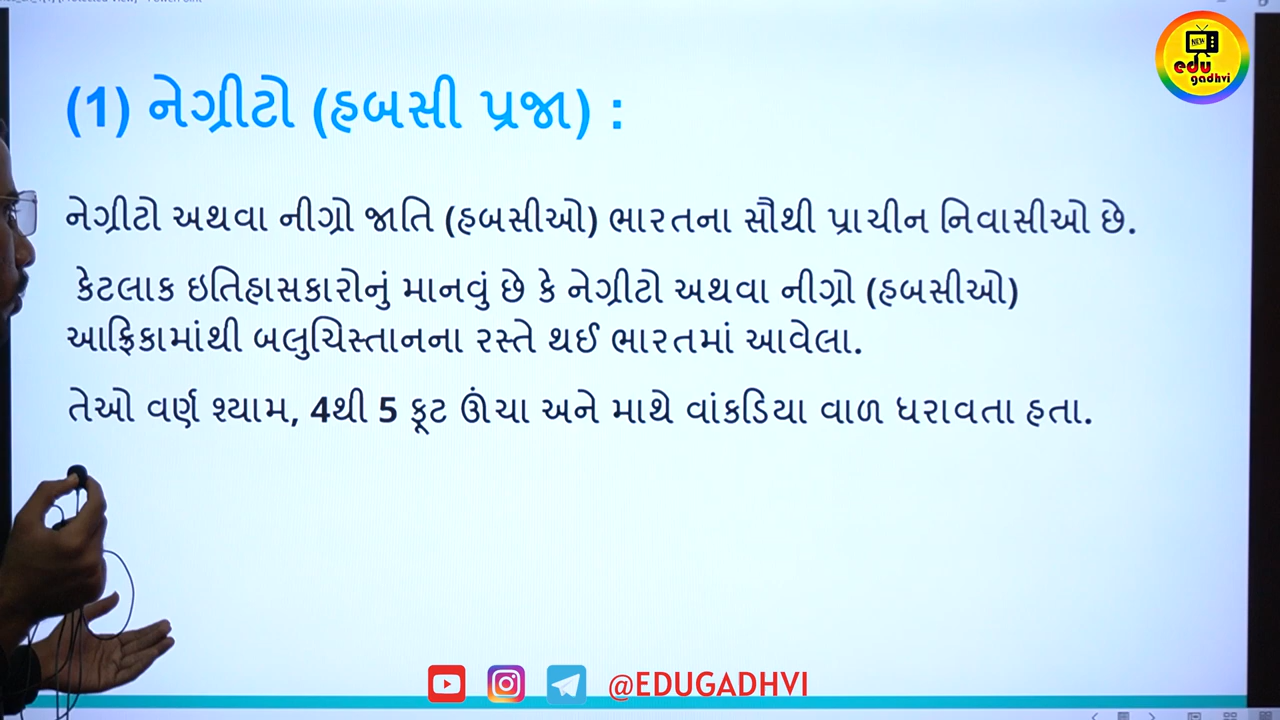 NEW
edu
gadhvi
(1) નેગ્રીટો (હબસી પ્રજા) :
નેગ્રીટો અથવા નીગ્રો જાતિ (હબસીઓ) ભારતના સૌથી પ્રાચીન નિવાસીઓ છે.
કેટલાક ઇતિહાસકારોનું માનવું છે કે નેગ્રીટો અથવા નીગ્રો (હબસીઓ)
આફ્રિકામાંથી બલુચિસ્તાનના રસ્તે થઈ ભારતમાં આવેલા.
તેઓ વર્ણ શ્યામ, 4થી 5 ફૂટ ઊંચા અને માથે વાંકડિયા વાળ ધરાવતા હતા.
@EDUGADHVI